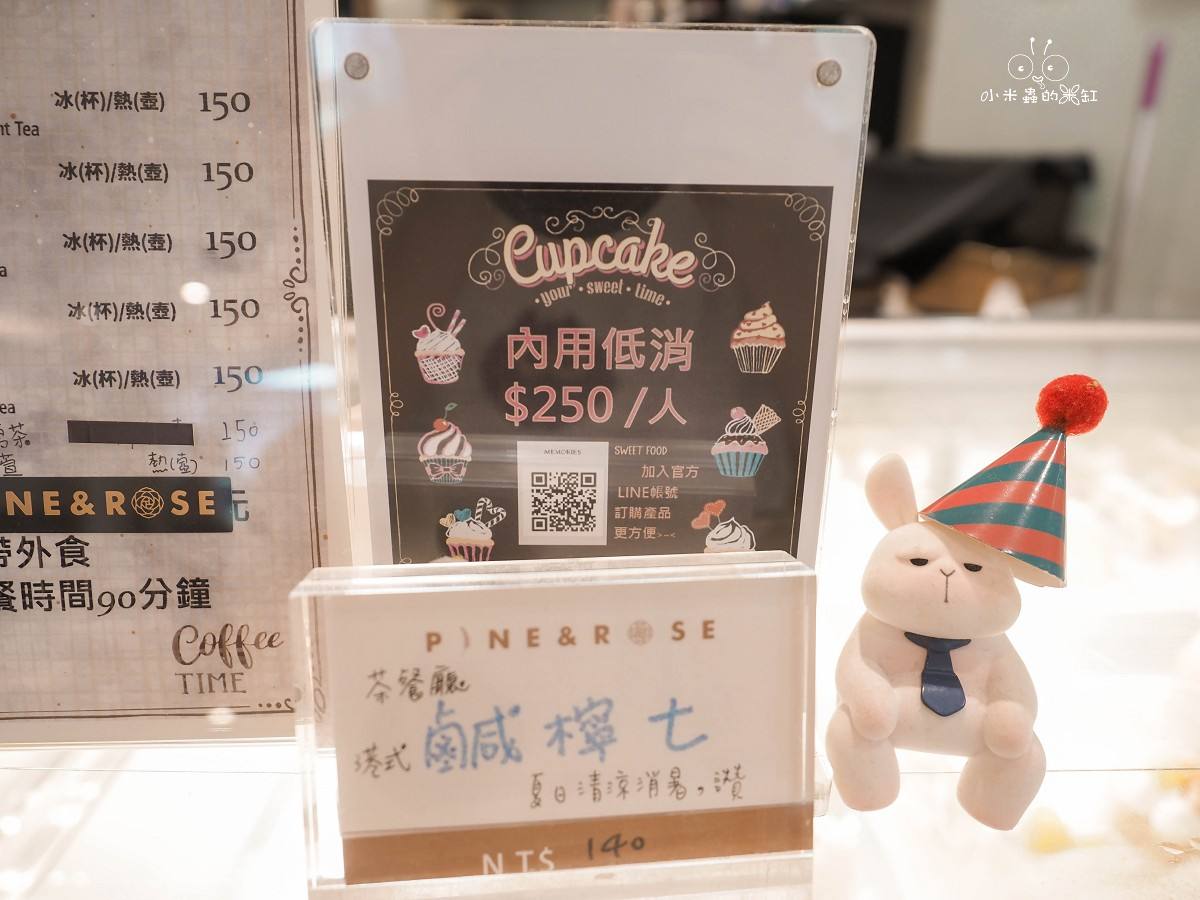 小米蟲的米缸
冰(杯)/熱(壺) 150
nt Tea
冰(杯)/熱(壺) 150
冰(杯)/熱(壺) 150
a
冰(杯)/熱(壺) 150
冰(杯)/熱(壺) 150
ea
茗茶 150
萱 熱(壺) 150
INE&ROSE 元
帶外食
餐時間90分鐘
Coffee
TIME
Cupcake
your · sweet · time
內用低消
$250 /人
MEMORIES
SWEET FOOD
加入官方
LINE帳號
訂購產品
更方便>~<
P)NE&ROSE
茶餐廳
港式 鹹檸七
夏日清涼消暑。讚
NT$ 140